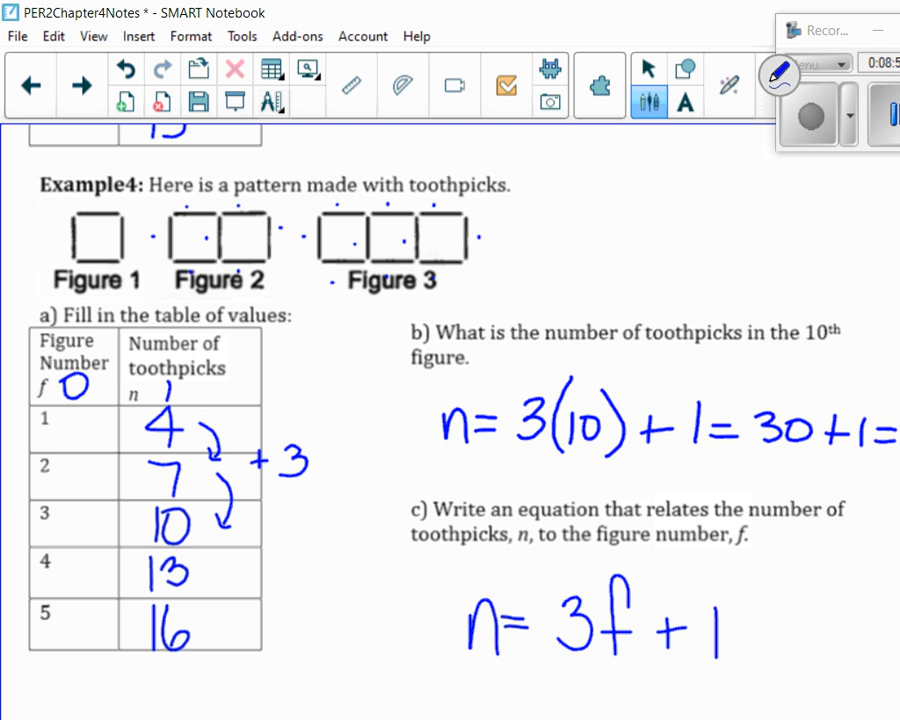 PER2Chapter4Notes * - SMART Notebook
File Edit View Insert Format Tools Add-ons Account Help
Recor...
enu
0:08:5
A
15
Example4: Here is a pattern made with toothpicks.
Figure 1 Figure 2 Figure 3
a) Fill in the table of values:
Figure Number f 0
Number of toothpicks n 1
1 4
2 7
3 10
4 13
5 16
+ 3
b) What is the number of toothpicks in the 10th
figure.
n= 3(10) + 1 = 30 + 1 =
c) Write an equation that relates the number of
toothpicks, n, to the figure number, f.
n= 3f + 1